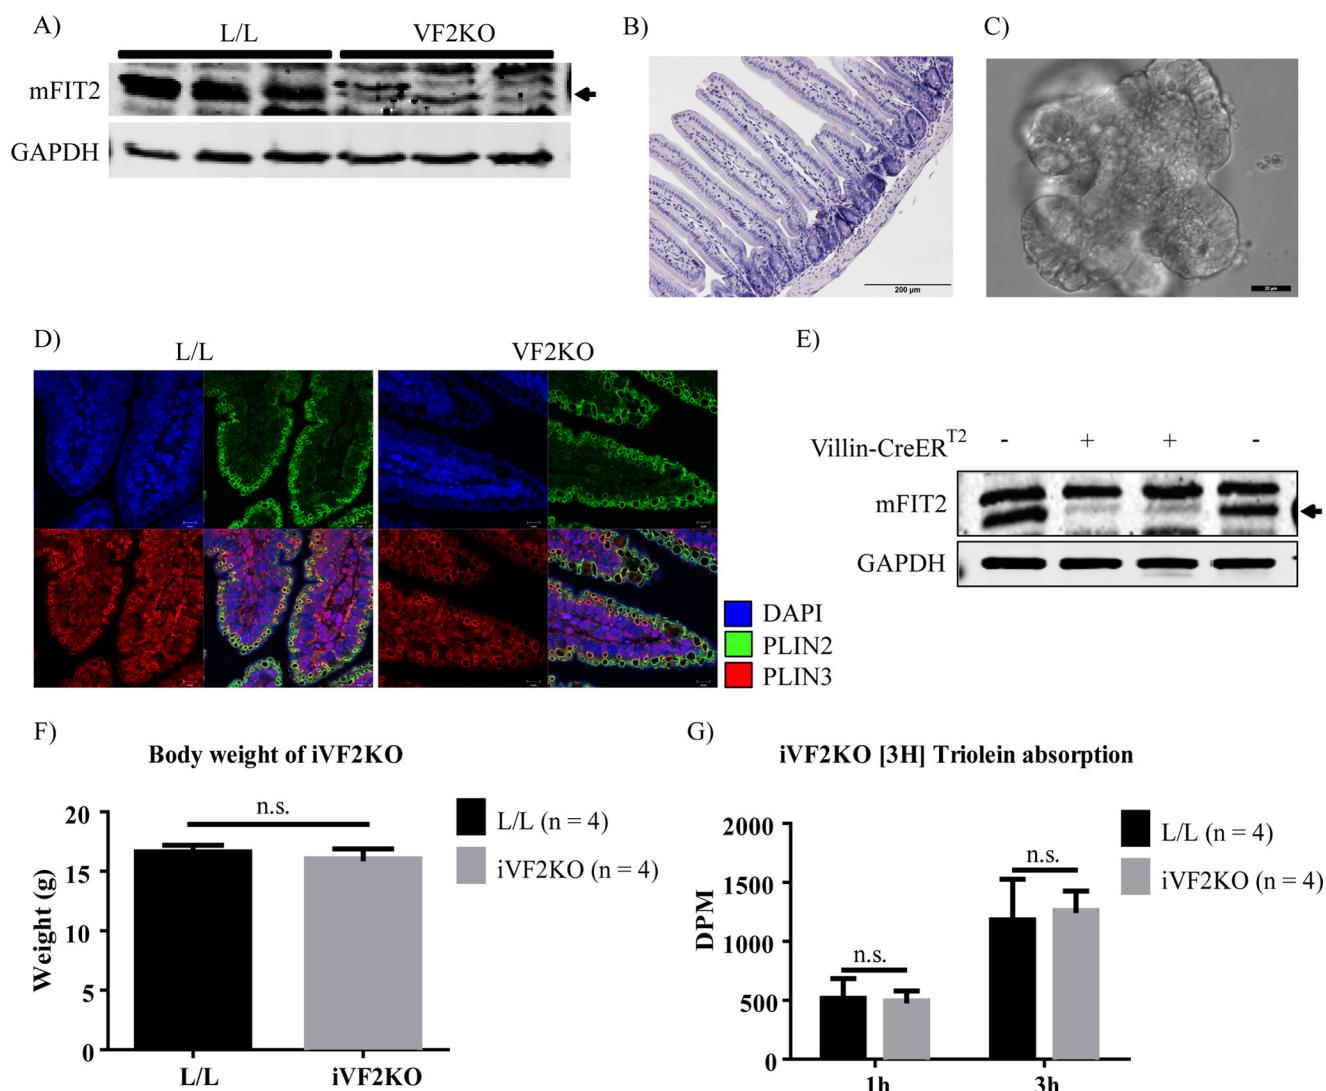 A)
L/L
VF2KO
mFIT2
GAPDH
B)
200 µm
C)
20 µm
D)
L/L
VF2KO
DAPI
PLIN2
PLIN3
E)
Villin-CreER^T2
- + + -
mFIT2
GAPDH
F)
Body weight of iVF2KO
n.s.
L/L (n = 4)
iVF2KO (n = 4)
Weight (g)
20
15
10
5
0
L/L
iVF2KO
G)
iVF2KO [3H] Triolein absorption
L/L (n = 4)
iVF2KO (n = 4)
n.s.
n.s.
DPM
2000
1500
1000
500
0
1h
3h